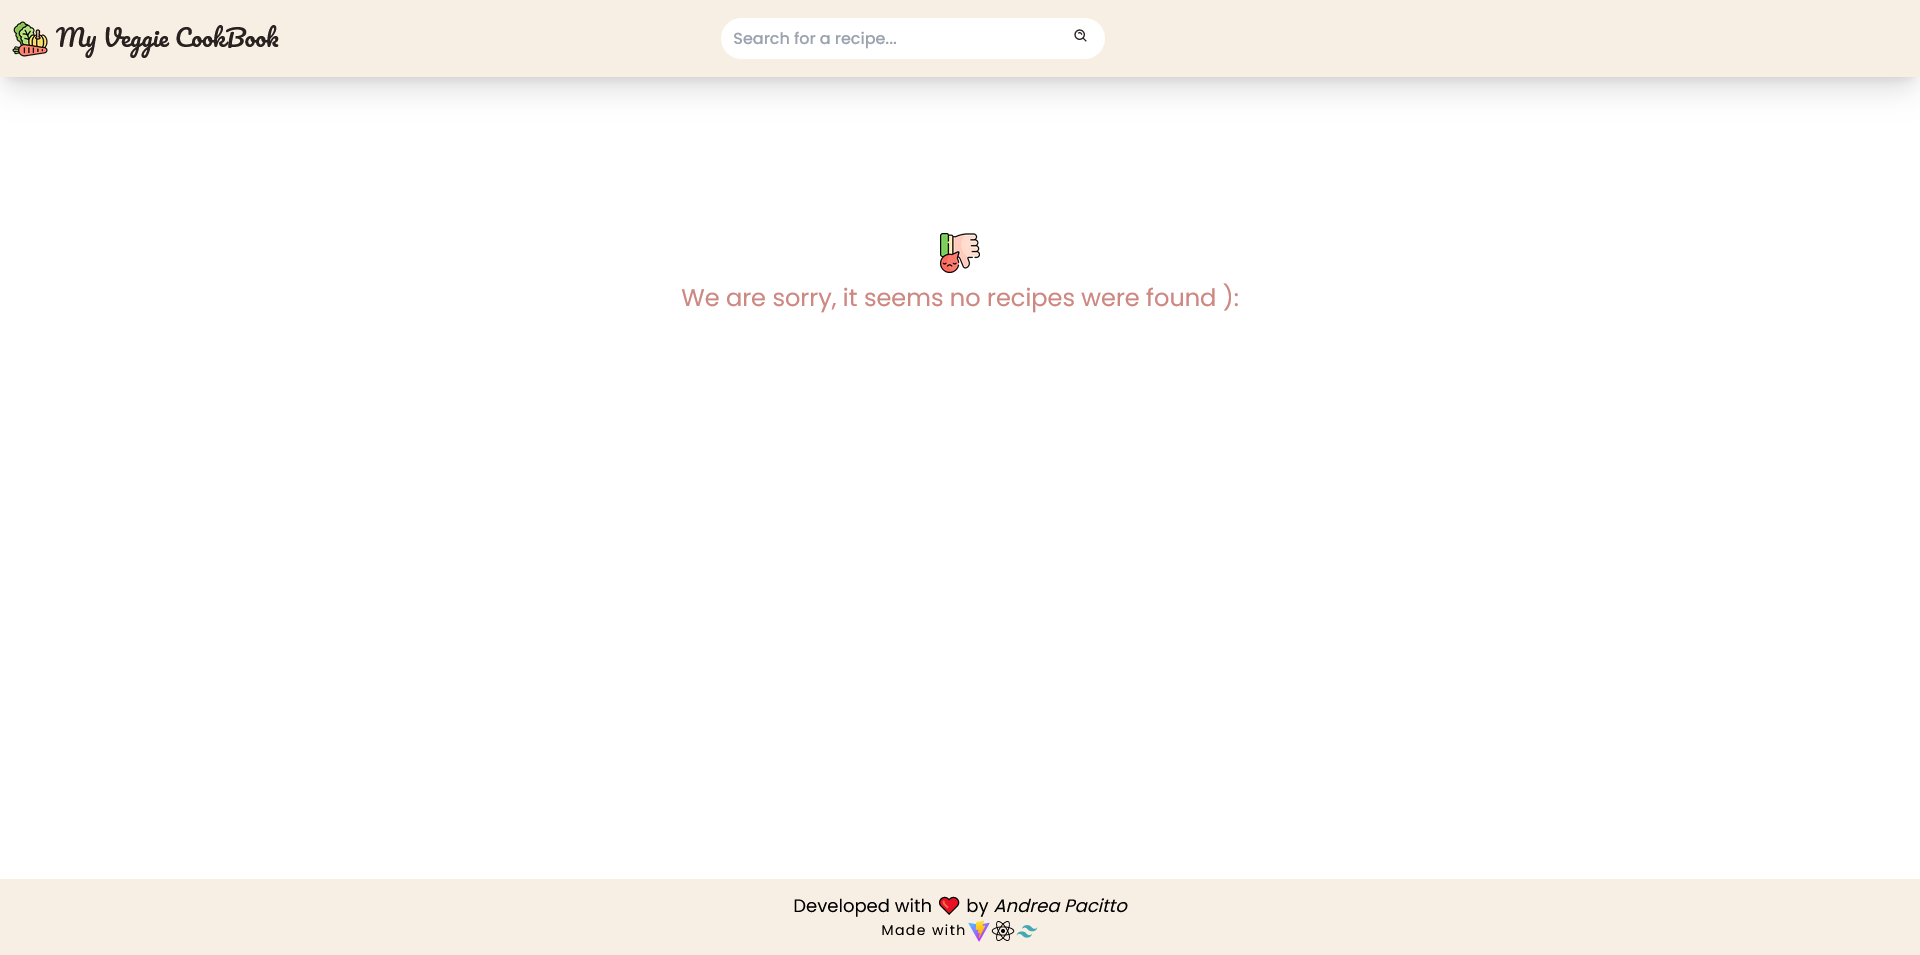 My Veggie CookBook
Search for a recipe...
We are sorry, it seems no recipes were found ):
Developed with by Andrea Pacitto
Made with